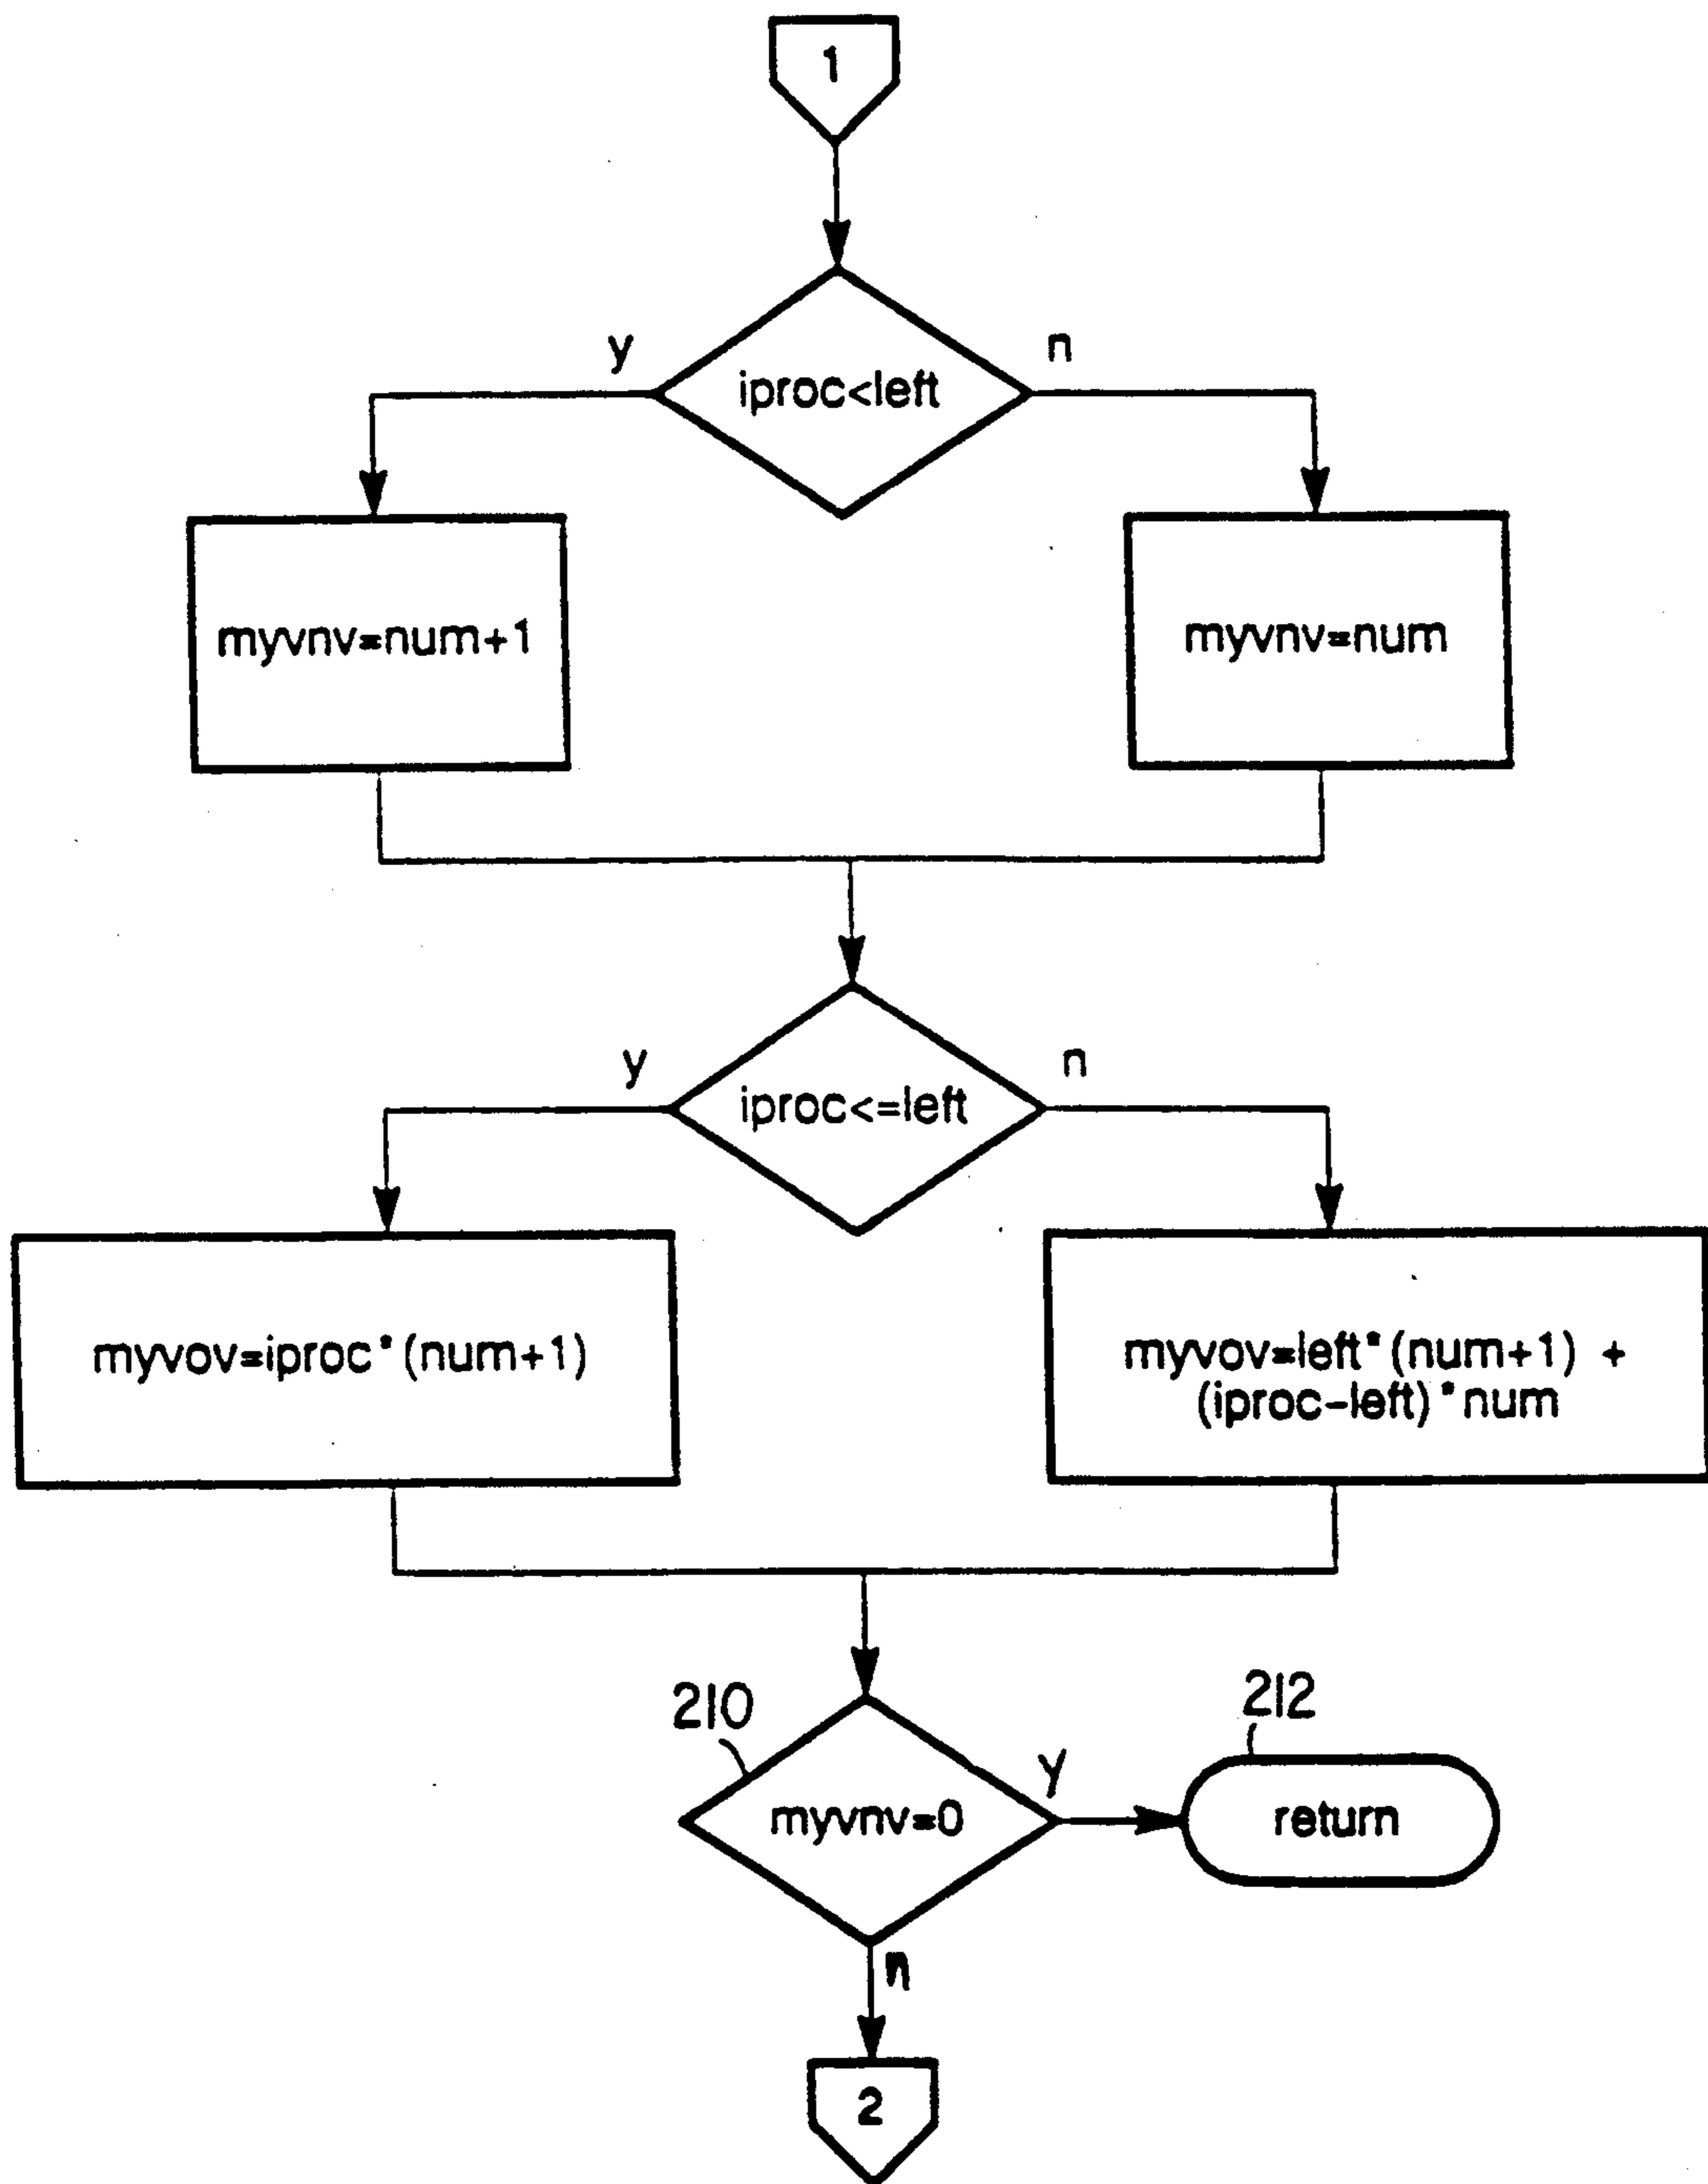 1
y
n
iproc<left
myvnv=num+1
myvnv=num
y
n
iproc<=left
myvov=iproc*(num+1)
myvov=left*(num+1) +
(iproc-left)*num
210
212
y
myvnv=0
return
n
2